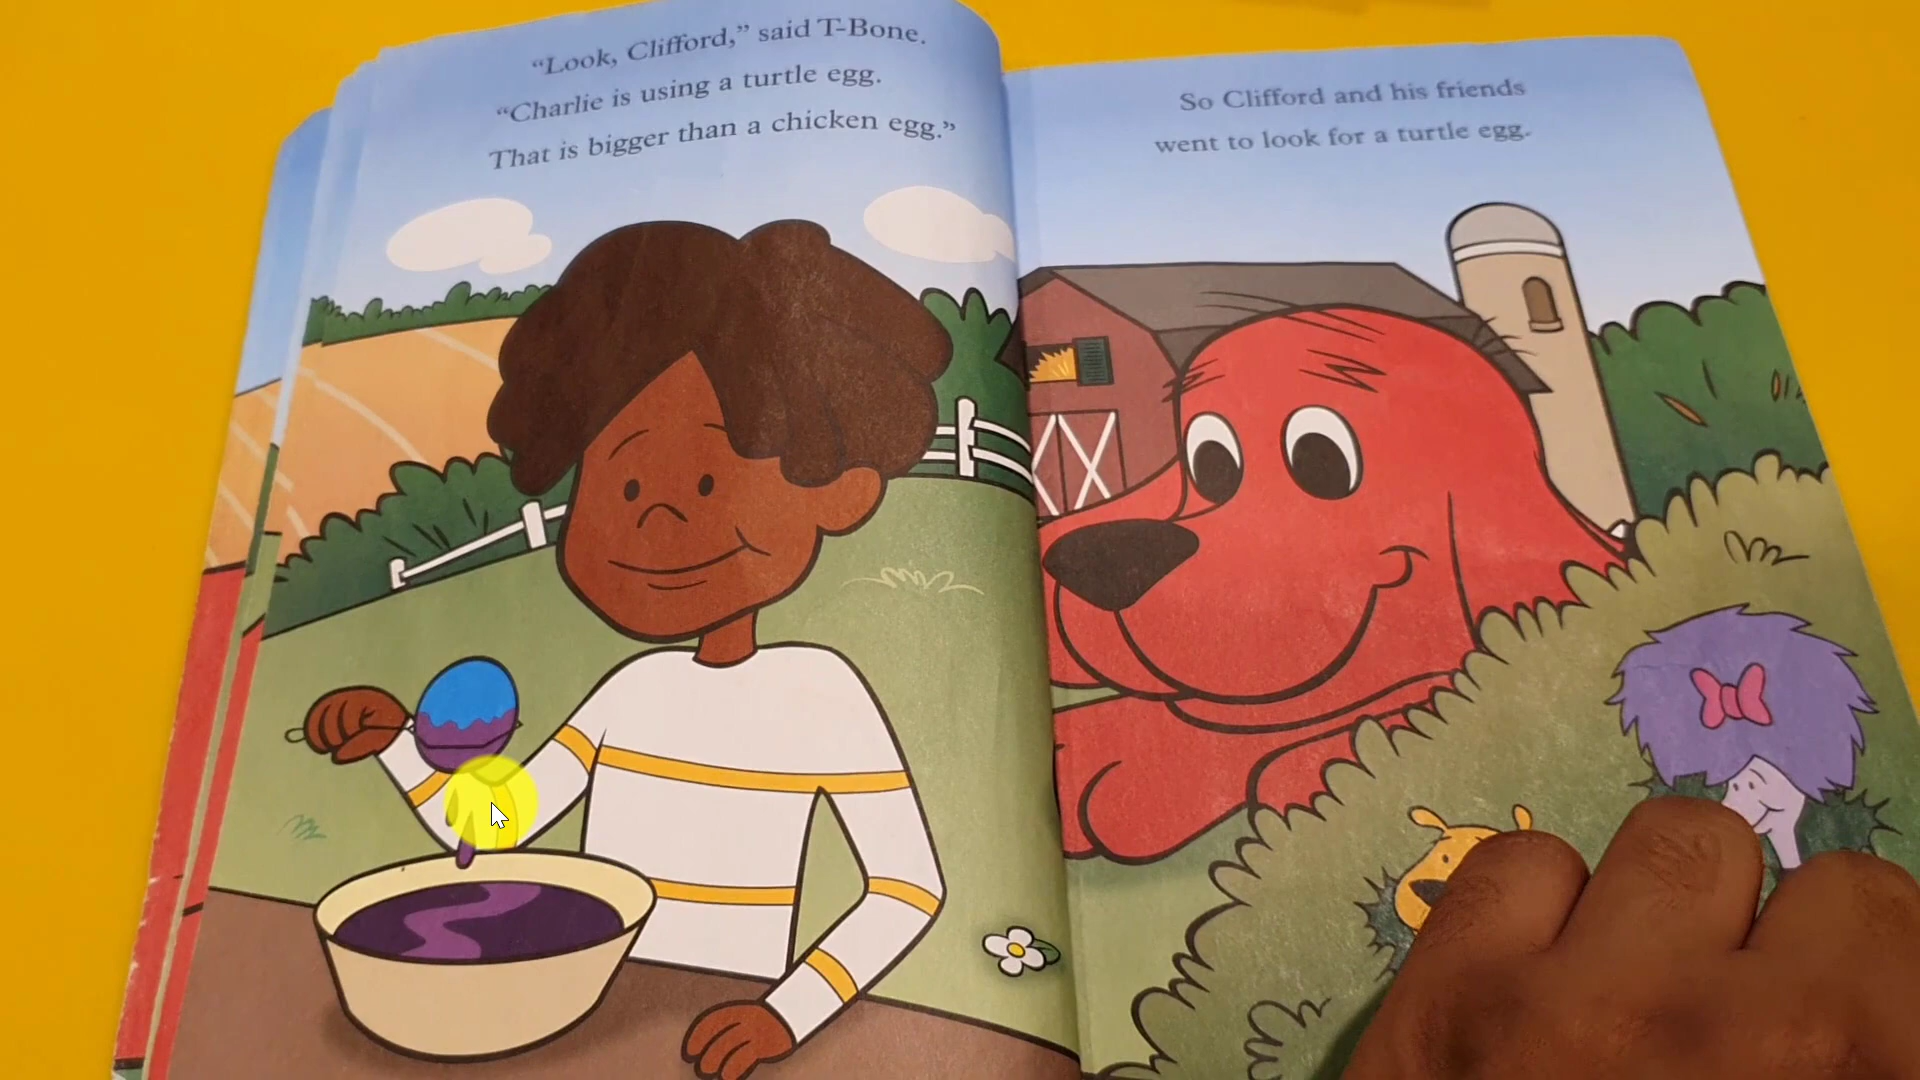 “Look, Clifford,” said T-Bone.
“Charlie is using a turtle egg.
That is bigger than a chicken egg.”
So Clifford and his friends
went to look for a turtle egg.